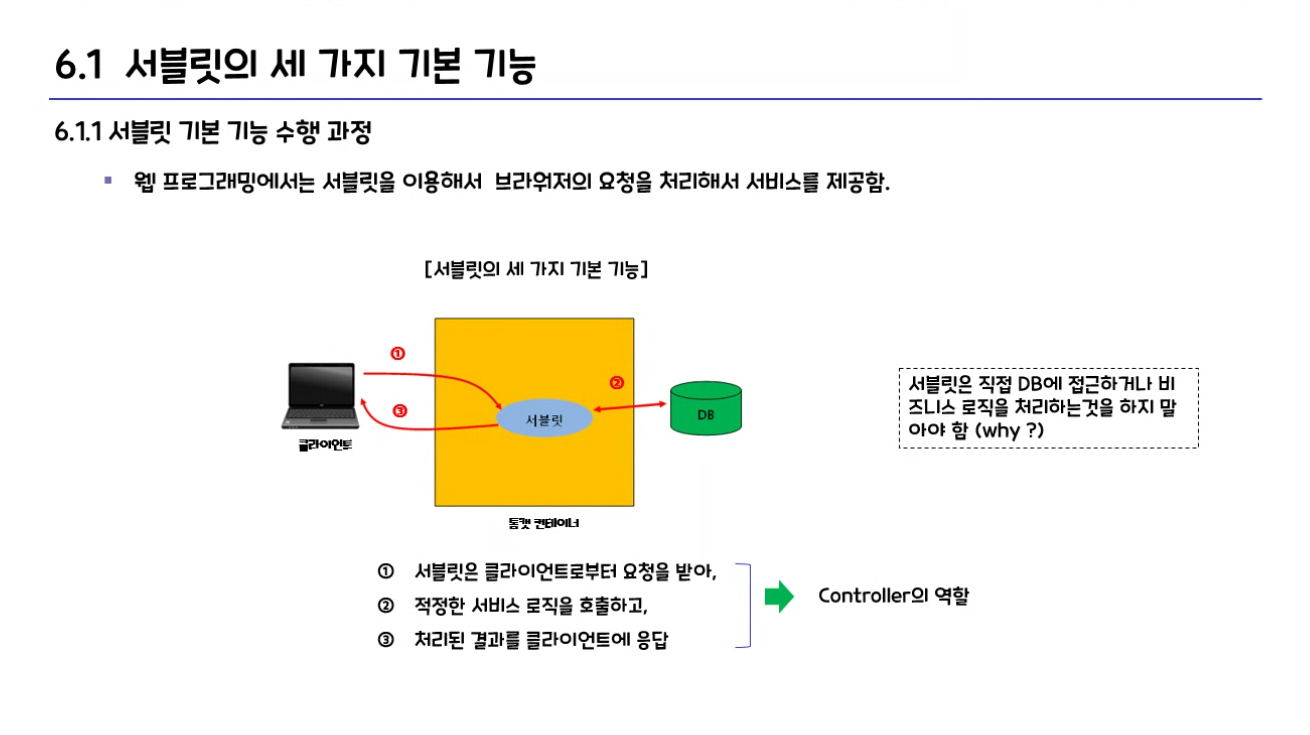 6.1 서블릿의 세 가지 기본 기능
6.1.1 서블릿 기본 기능 수행 과정
▪ 웹 프로그래밍에서는 서블릿을 이용해서 브라워저의 요청을 처리해서 서비스를 제공함.
[서블릿의 세 가지 기본 기능]
①
②
③
서블릿
DB
클라이언트
톰캣 컨테이너
서블릿은 직접 DB에 접근하거나 비
즈니스 로직을 처리하는것을 하지 말
아야 함 (why ?)
① 서블릿은 클라이언트로부터 요청을 받아,
② 적정한 서비스 로직을 호출하고,
③ 처리된 결과를 클라이언트에 응답
Controller의 역할